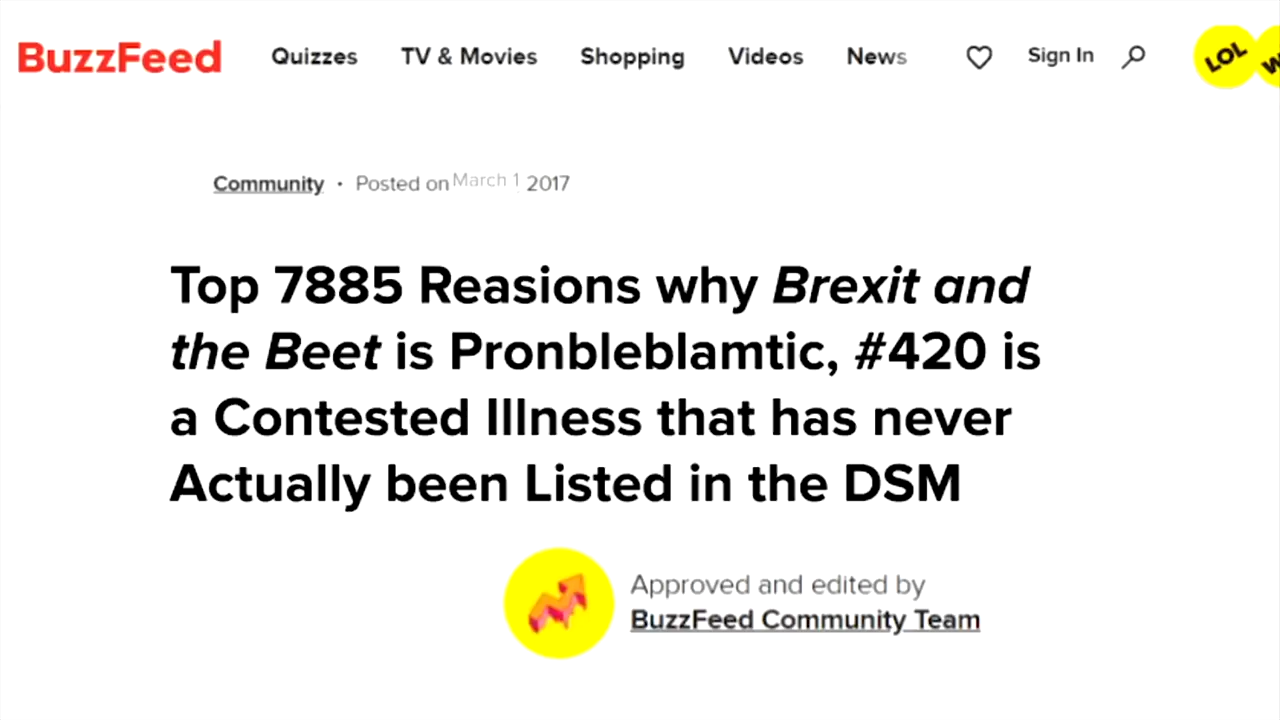 BuzzFeed Quizzes TV & Movies Shopping Videos News Sign In LOL
Community · Posted on March 1 2017
Top 7885 Reasions why Brexit and
the Beet is Pronbleblamtic, #420 is
a Contested Illness that has never
Actually been Listed in the DSM
Approved and edited by
BuzzFeed Community Team